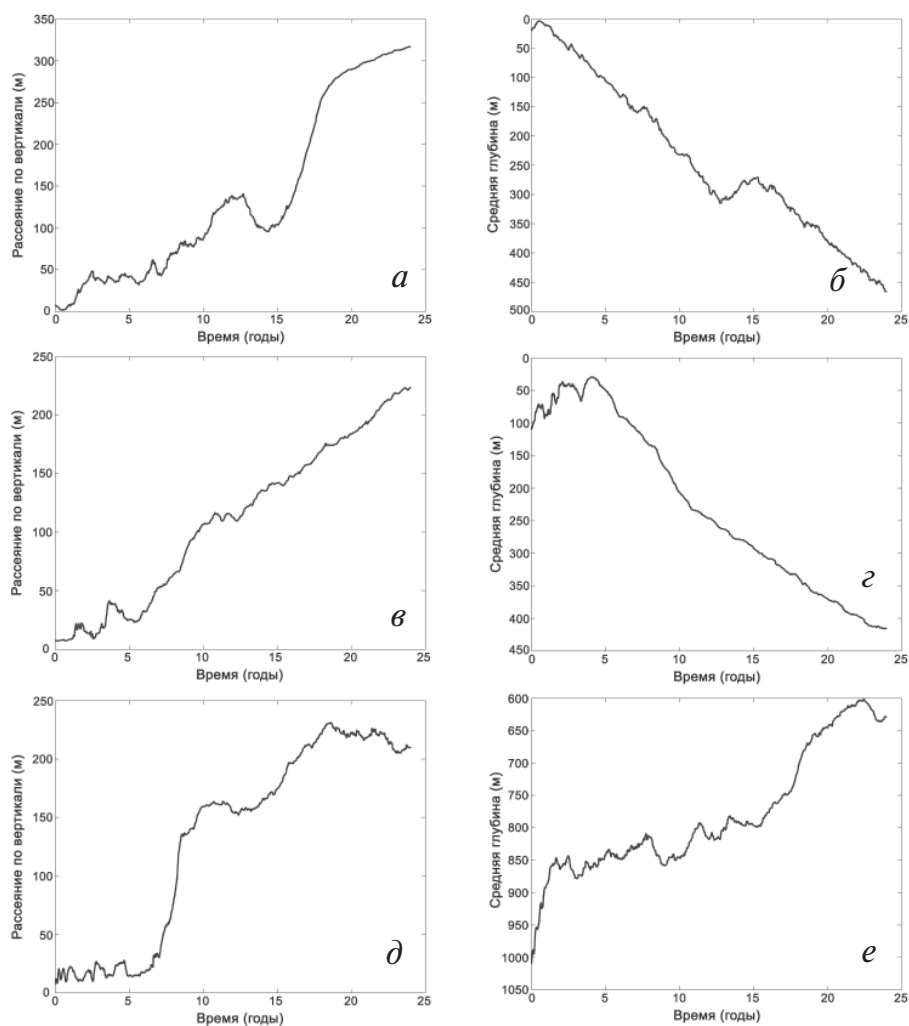 350
300
250
200
150
100
50
0
Рассеяние по вертикали (м)
0 5 10 15 20 25
Время (годы)
а
0
50
100
150
200
250
300
350
400
450
500
Средняя глубина (м)
0 5 10 15 20 25
Время (годы)
б
250
200
150
100
50
0
Рассеяние по вертикали (м)
0 5 10 15 20 25
Время (годы)
в
0
50
100
150
200
250
300
350
400
450
Средняя глубина (м)
0 5 10 15 20 25
Время (годы)
г
250
200
150
100
50
0
Рассеяние по вертикали (м)
0 5 10 15 20 25
Время (годы)
д
600
650
700
750
800
850
900
950
1000
1050
Средняя глубина (м)
0 5 10 15 20 25
Время (годы)
е